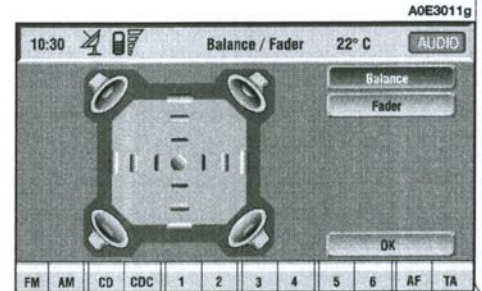 A0E3011g
10:30 Balance / Fader 22° C AUDIO
Balance
Fader
OK
FM AM CD CDC 1 2 3 4 5 6 AF TA